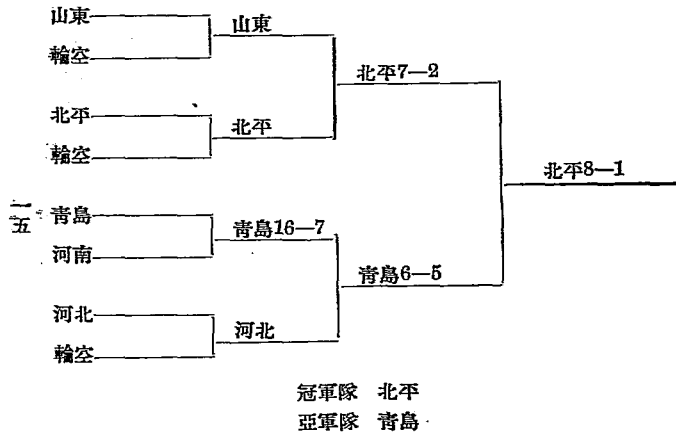 山東
輪空
山東
北平
輪空
北平
北平7—2
青島
河南
青島16—7
河北
輪空
河北
青島6—5
北平8—1
一五
冠軍隊 北平
亞軍隊 青島